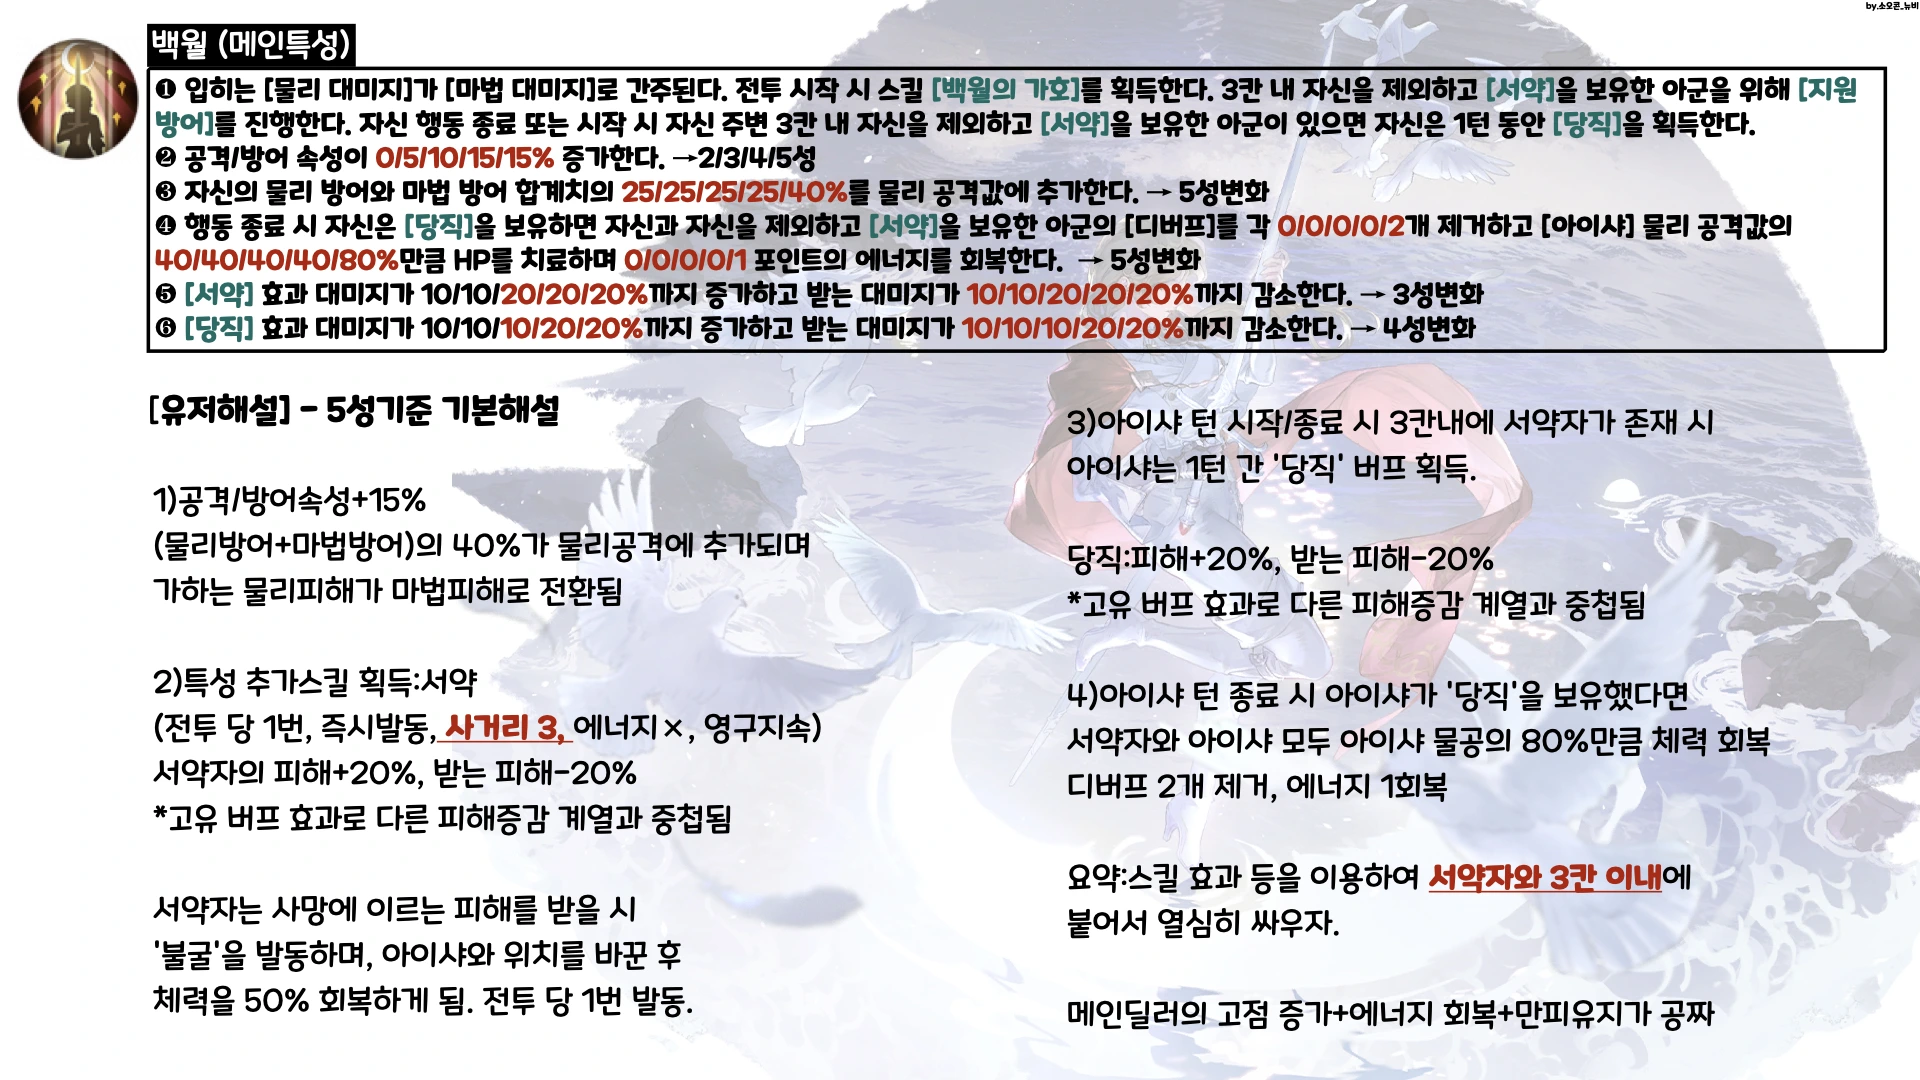 by.소오콘_뉴비
백월 (메인특성)
❶ 입히는 [물리 대미지]가 [마법 대미지]로 간주된다. 전투 시작 시 스킬 [백월의 가호]를 획득한다. 3칸 내 자신을 제외하고 [서약]을 보유한 아군을 위해 [지원
방어]를 진행한다. 자신 행동 종료 또는 시작 시 자신 주변 3칸 내 자신을 제외하고 [서약]을 보유한 아군이 있으면 자신은 1턴 동안 [당직]을 획득한다.
❷ 공격/방어 속성이 0/5/10/15/15% 증가한다. →2/3/4/5성
❸ 자신의 물리 방어와 마법 방어 합계치의 25/25/25/25/40%를 물리 공격값에 추가한다. → 5성변화
❹ 행동 종료 시 자신은 [당직]을 보유하면 자신과 자신을 제외하고 [서약]을 보유한 아군의 [디버프]를 각 0/0/0/0/2개 제거하고 [아이샤] 물리 공격값의
40/40/40/40/80%만큼 HP를 치료하며 0/0/0/0/1 포인트의 에너지를 회복한다. → 5성변화
❺ [서약] 효과 대미지가 10/10/20/20/20%까지 증가하고 받는 대미지가 10/10/20/20/20%까지 감소한다. → 3성변화
❻ [당직] 효과 대미지가 10/10/10/20/20%까지 증가하고 받는 대미지가 10/10/10/20/20%까지 감소한다. → 4성변화
[유저해설] - 5성기준 기본해설
1)공격/방어속성+15%
(물리방어+마법방어)의 40%가 물리공격에 추가되며
가하는 물리피해가 마법피해로 전환됨
2)특성 추가스킬 획득:서약
(전투 당 1번, 즉시발동, 사거리 3, 에너지×, 영구지속)
서약자의 피해+20%, 받는 피해-20%
*고유 버프 효과로 다른 피해증감 계열과 중첩됨
서약자는 사망에 이르는 피해를 받을 시
'불굴'을 발동하며, 아이샤와 위치를 바꾼 후
체력을 50% 회복하게 됨. 전투 당 1번 발동.
3)아이샤 턴 시작/종료 시 3칸내에 서약자가 존재 시
아이샤는 1턴 간 '당직' 버프 획득.
당직:피해+20%, 받는 피해-20%
*고유 버프 효과로 다른 피해증감 계열과 중첩됨
4)아이샤 턴 종료 시 아이샤가 '당직'을 보유했다면
서약자와 아이샤 모두 아이샤 물공의 80%만큼 체력 회복
디버프 2개 제거, 에너지 1회복
요약:스킬 효과 등을 이용하여 서약자와 3칸 이내에
붙어서 열심히 싸우자.
메인딜러의 고점 증가+에너지 회복+만피유지가 공짜